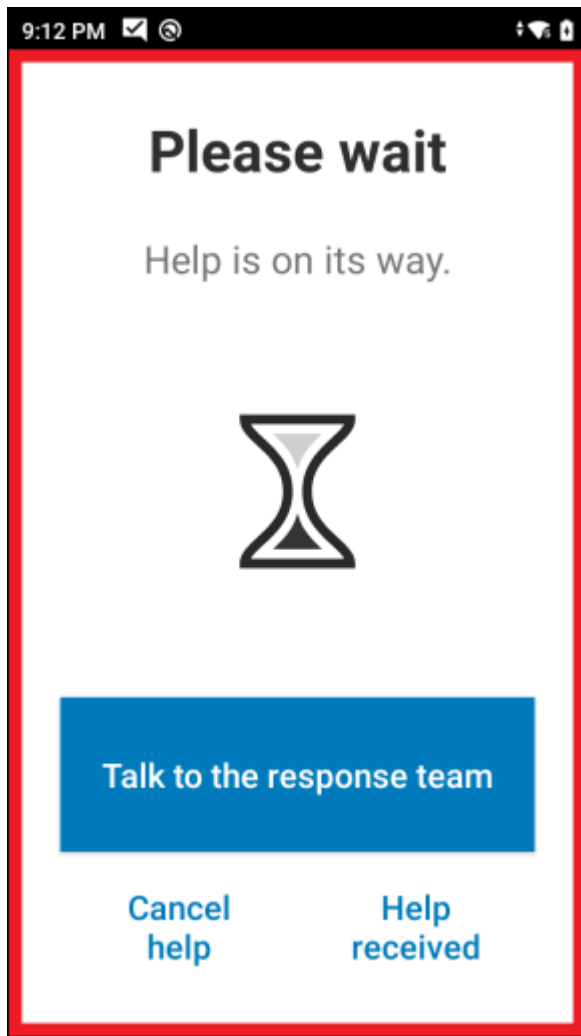 9:12 PM
Please wait
Help is on its way.
Talk to the response team
Cancel
help
Help
received